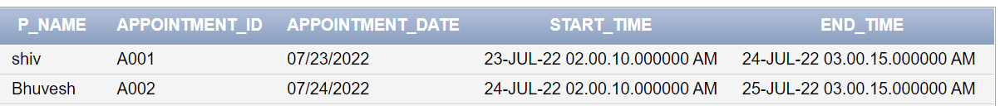 P_NAME APPOINTMENT_ID APPOINTMENT_DATE START_TIME END_TIME
shiv A001 07/23/2022 23-JUL-22 02.00.10.000000 AM 24-JUL-22 03.00.15.000000 AM
Bhuvesh A002 07/24/2022 24-JUL-22 02.00.10.000000 AM 25-JUL-22 03.00.15.000000 AM